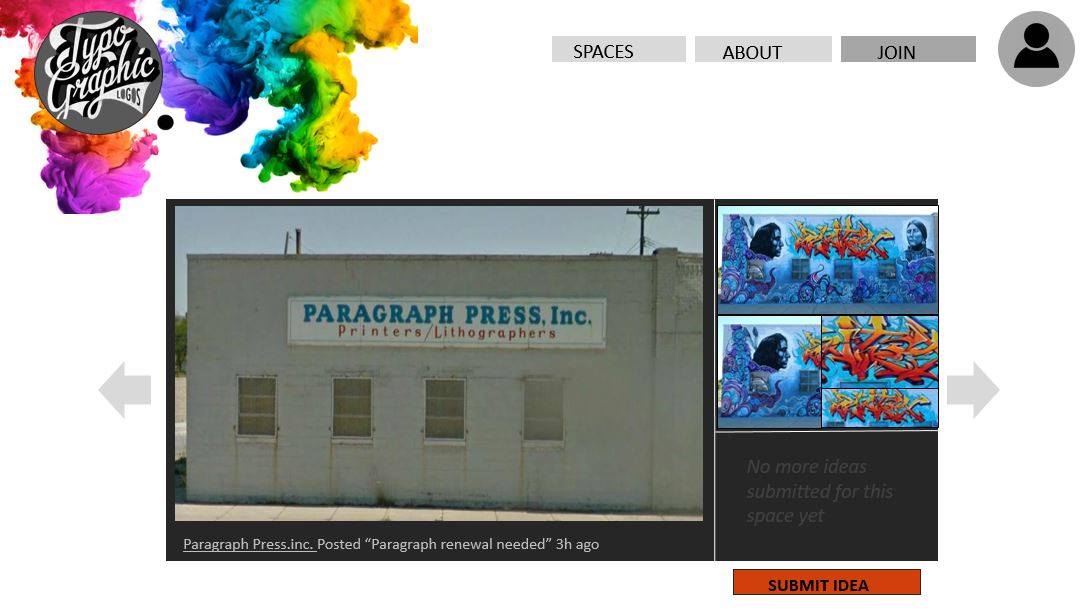 Typo
Graphic
LOGOS
SPACES
ABOUT
JOIN
PARAGRAPH PRESS, Inc.
Printers/Lithographers
No more ideas
submitted for this
space yet
Paragraph Press.inc. Posted “Paragraph renewal needed” 3h ago
SUBMIT IDEA